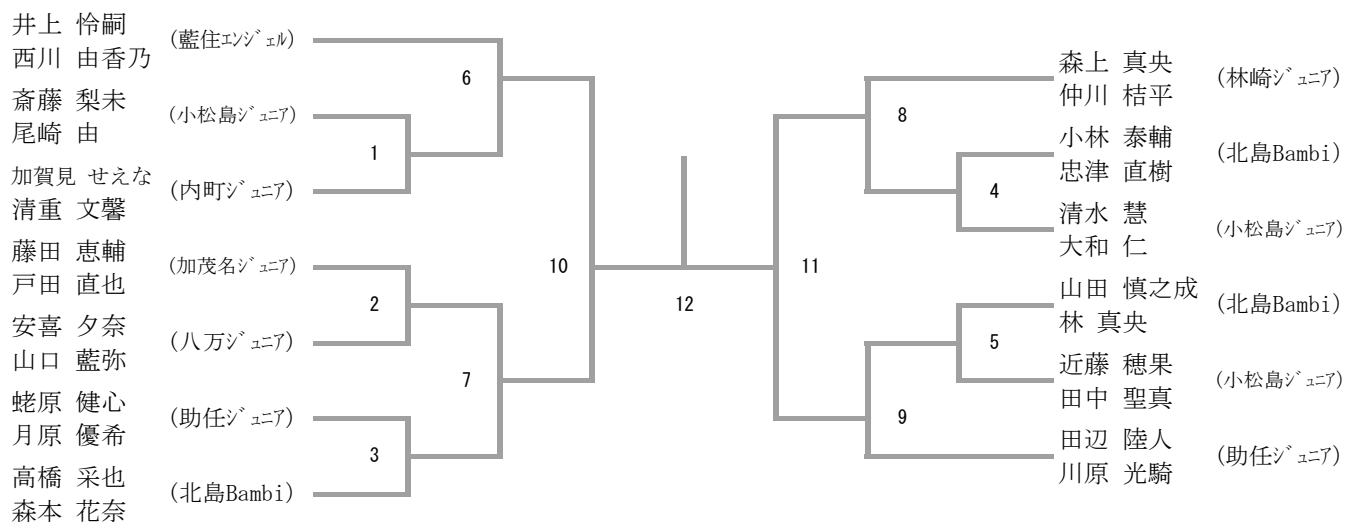 井上 怜嗣
西川 由香乃
(藍住ｴﾝｼﾞｪﾙ)
斎藤 梨未
尾崎 由
(小松島ｼﾞｭﾆｱ)
加賀見 せえな
清重 文馨
(内町ｼﾞｭﾆｱ)
藤田 恵輔
戸田 直也
(加茂名ｼﾞｭﾆｱ)
安喜 夕奈
山口 藍弥
(八万ｼﾞｭﾆｱ)
蛯原 健心
月原 優希
(助任ｼﾞｭﾆｱ)
高橋 采也
森本 花奈
(北島Bambi)
6
1
2
7
3
10
12
11
8
4
5
9
森上 真央
仲川 桔平
(林崎ｼﾞｭﾆｱ)
小林 泰輔
忠津 直樹
(北島Bambi)
清水 慧
大和 仁
(小松島ｼﾞｭﾆｱ)
山田 慎之成
林 真央
(北島Bambi)
近藤 穂果
田中 聖真
(小松島ｼﾞｭﾆｱ)
田辺 陸人
川原 光騎
(助任ｼﾞｭﾆｱ)